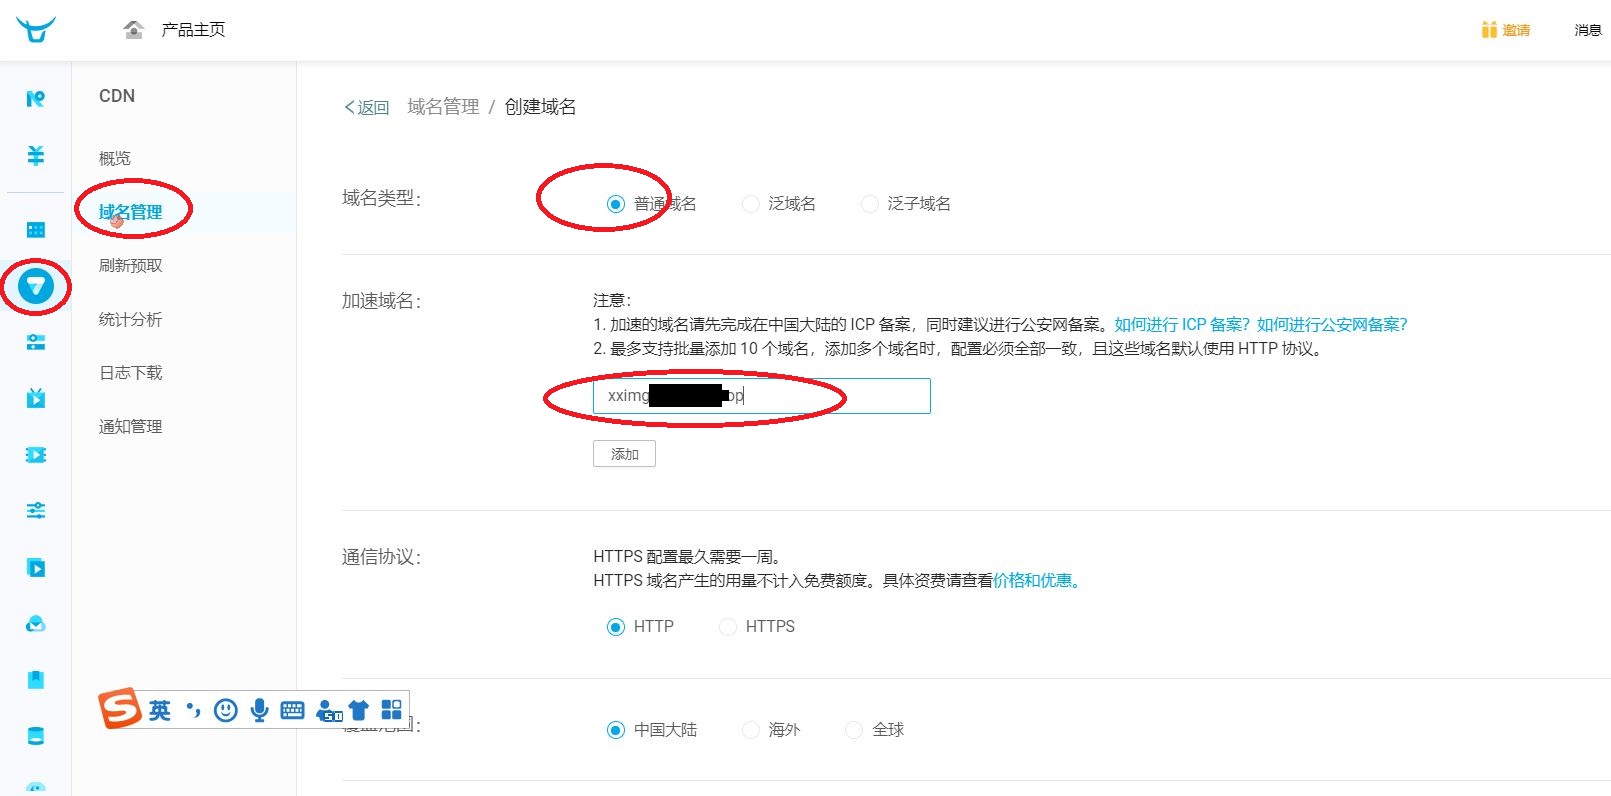 产品主页
邀请
消息
CDN
概览
域名管理
刷新预取
统计分析
日志下载
通知管理
返回 域名管理 / 创建域名
域名类型：
普通域名 泛域名 泛子域名
加速域名：
注意：
1. 加速的域名请先完成在中国大陆的 ICP 备案，同时建议进行公安网备案。如何进行 ICP 备案？如何进行公安网备案？
2. 最多支持批量添加 10 个域名，添加多个域名时，配置必须全部一致，且这些域名默认使用 HTTP 协议。
xximg op
添加
通信协议：
HTTPS 配置最久需要一周。
HTTPS 域名产生的用量不计入免费额度。具体资费请查看价格和优惠。
HTTP HTTPS
S 英
中国大陆 海外 全球